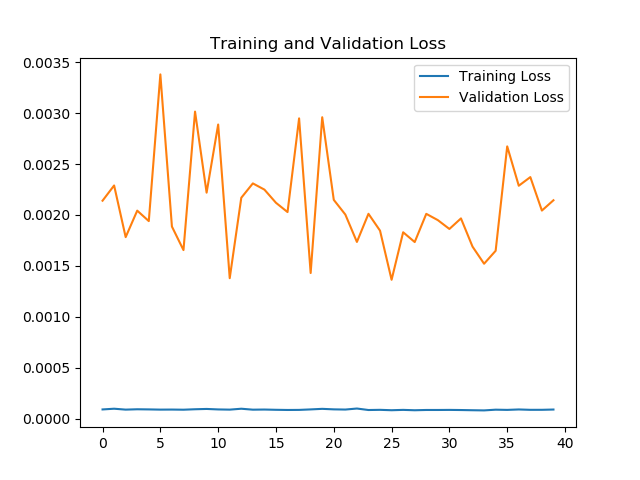 Training and Validation Loss
0.0035
0.0030
0.0025
0.0020
0.0015
0.0010
0.0005
0.0000
Training Loss
Validation Loss
0 5 10 15 20 25 30 35 40